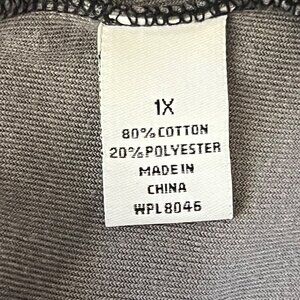 1X
80% COTTON
20% POLYESTER
MADE IN
CHINA
WPL8046